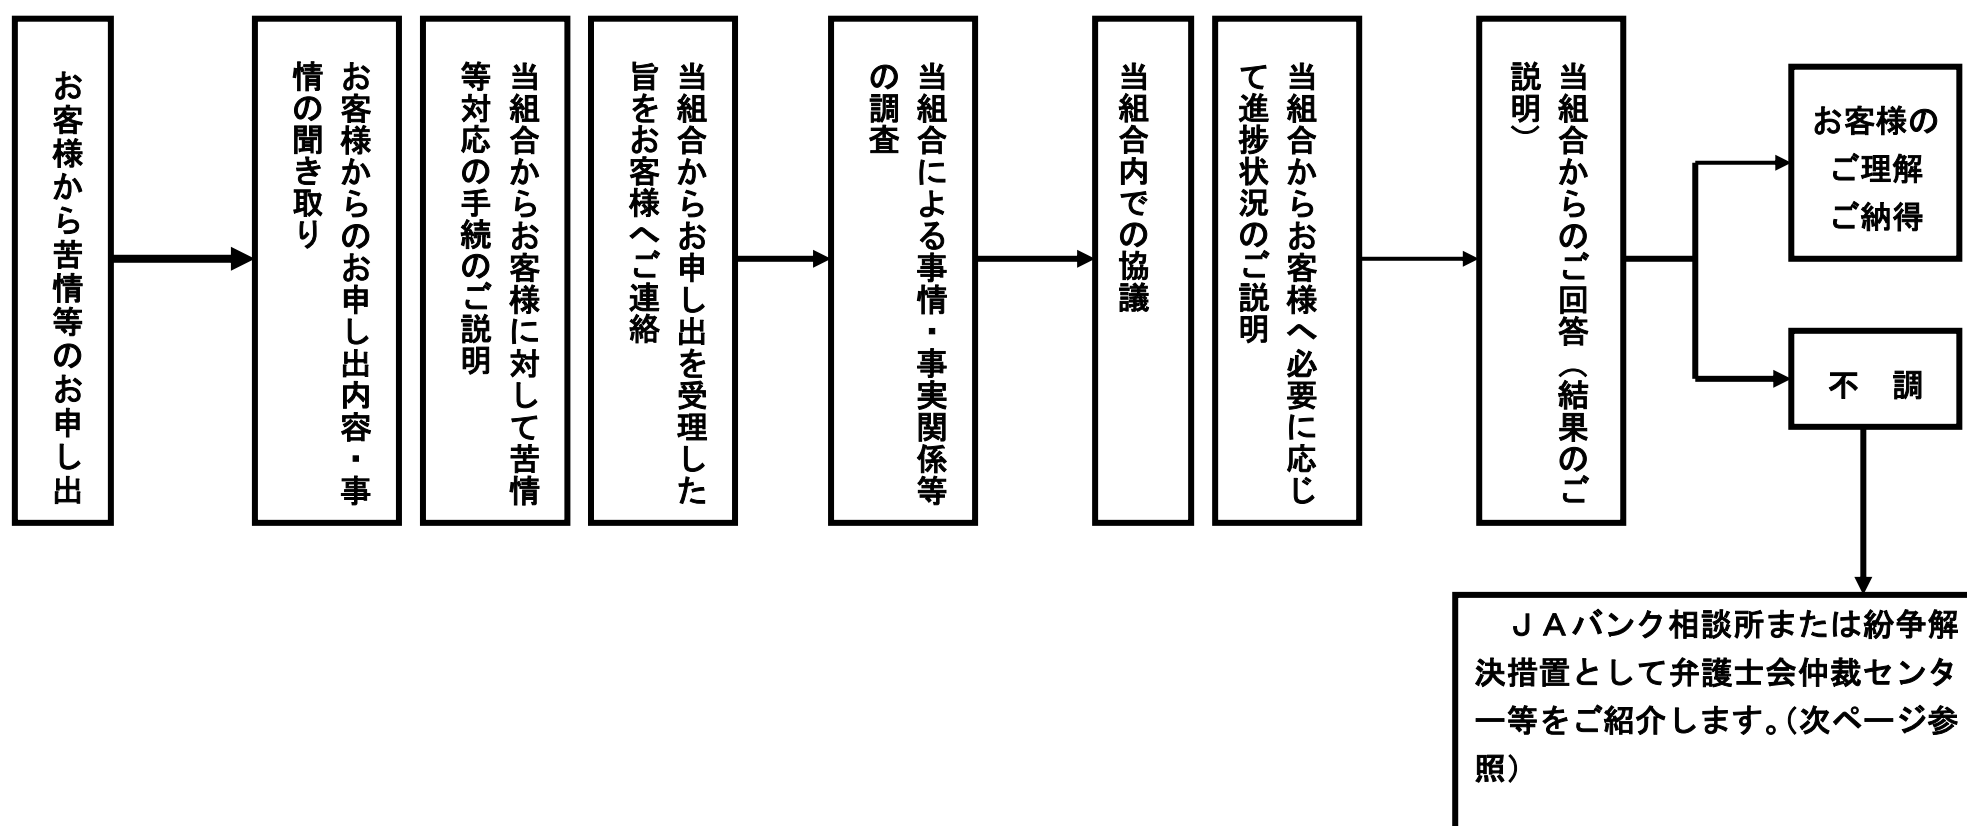 お客様から苦情等のお申し出
お客様からのお申し出内容・事
情の聞き取り
当組合からお客様に対して苦情
等対応の手続のご説明
当組合からお申し出を受理した
旨をお客様へご連絡
当組合による事情・事実関係等
の調査
当組合内での協議
当組合からお客様へ必要に応じ
て進捗状況のご説明
当組合からのご回答（結果のご
説明）
お客様の
ご理解
ご納得
不　調
ＪＡバンク相談所または紛争解
決措置として弁護士会仲裁センタ
ー等をご紹介します。（次ページ参
照）